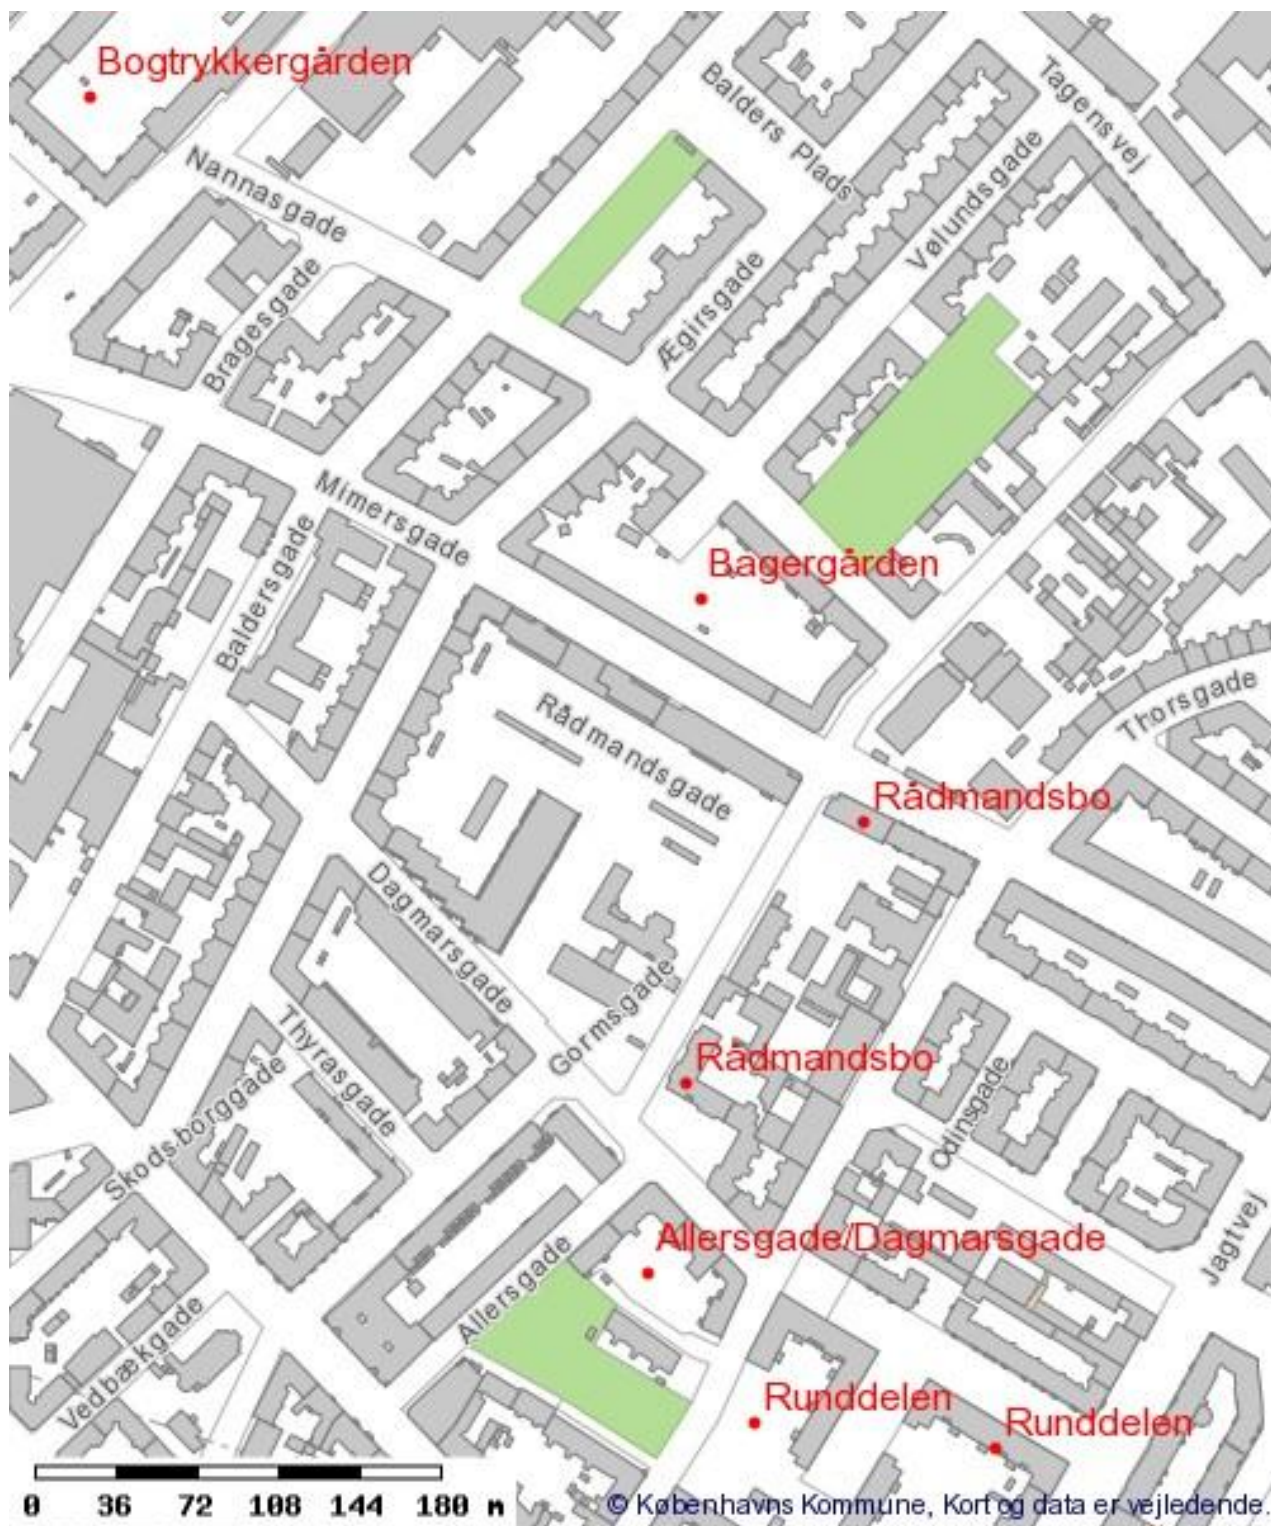 Bogtrykkergården
Tagensvej
Balders Plads
Nannasgade
Vølundsgade
Bragesgade
Ægirsgade
Mimersgade
Bagergården
Baldersgade
Thorsgade
Rådmandsgade
Rådmandsbo
Dagmarsgade
Gormsgade
Rådmandsbo
Thyrasgade
Odinsgade
Skodsborggade
Allersgade/Dagmarsgade
Jagtvej
Allersgade
Vedbækgade
Runddelen
Runddelen
0 36 72 108 144 180 m
© Københavns Kommune, Kort og data er vejledende.